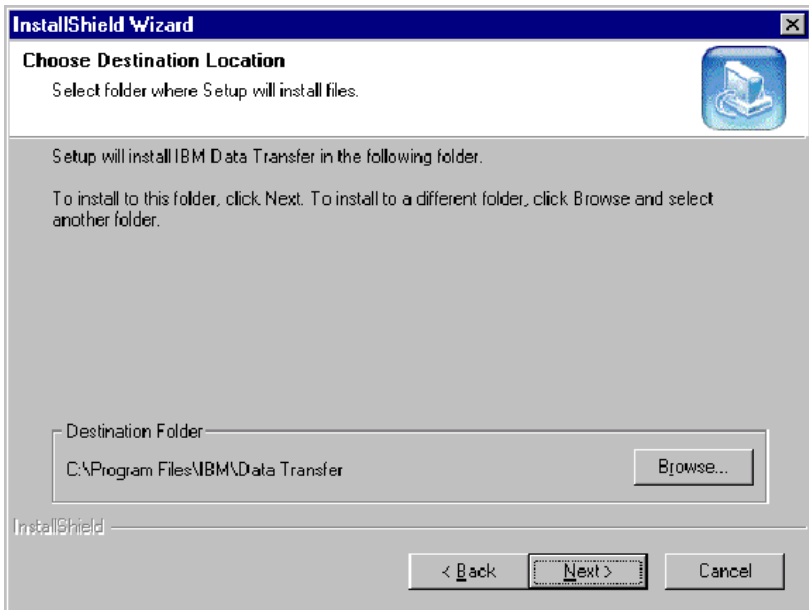 InstallShield Wizard
Choose Destination Location
Select folder where Setup will install files.
Setup will install IBM Data Transfer in the following folder.
To install to this folder, click Next. To install to a different folder, click Browse and select
another folder.
Destination Folder
C:\Program Files\IBM\Data Transfer
Browse...
InstallShield
< Back
Next >
Cancel